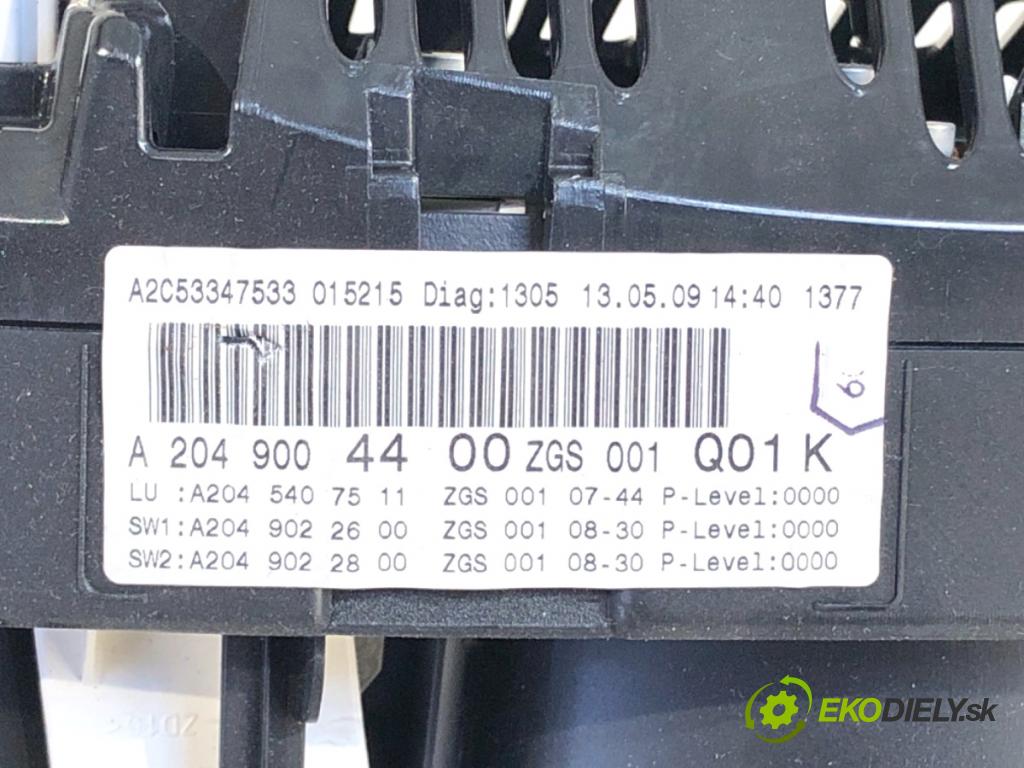 A2C53347533 015215 Diag:1305 13.05.09 14:40 1377
A 204 900 44 00 ZGS 001 Q01 K
LU :A204 540 75 11 ZGS 001 07-44 P-Level:0000
SW1:A204 902 26 00 ZGS 001 08-30 P-Level:0000
SW2:A204 902 28 00 ZGS 001 08-30 P-Level:0000
EKODIELY.sk